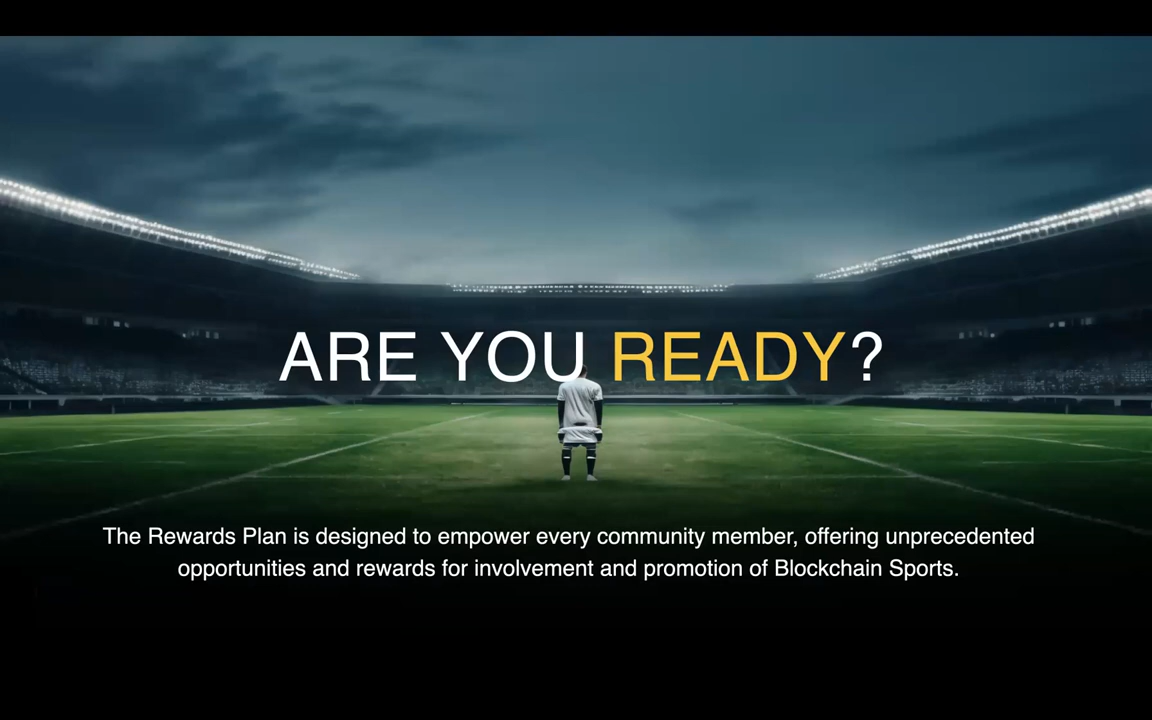 ARE YOU READY?
The Rewards Plan is designed to empower every community member, offering unprecedented
opportunities and rewards for involvement and promotion of Blockchain Sports.